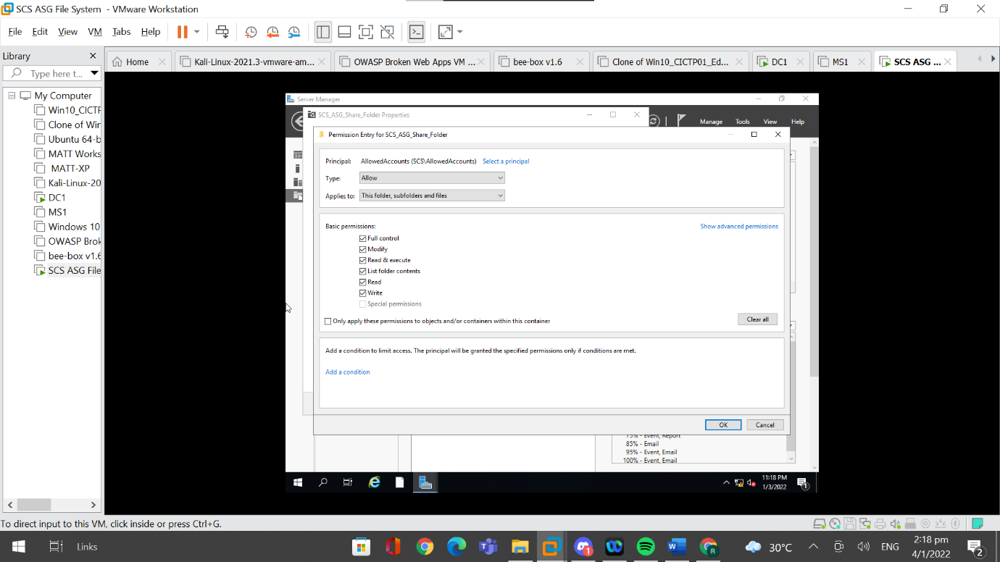 SCS ASG File System - VMware Workstation
File Edit View VM Tabs Help
Library
Type here t...
Home
Kali-Linux-2021.3-vmware-am...
OWASP Broken Web Apps VM ...
bee-box v1.6
Clone of Win10_CICTP01_Ed...
DC1
MS1
SCS ASG ...
My Computer
Win10_CICTP
Clone of Win
Ubuntu 64-b
MATT Works
MATT-XP
Kali-Linux-20
DC1
MS1
Windows 10
OWASP Brok
bee-box v1.6
SCS ASG File
Server Manager
SCS_ASG_Share_Folder Properties
Manage Tools View Help
Permission Entry for SCS_ASG_Share_Folder
Principal: AllowedAccounts (SCS\AllowedAccounts) Select a principal
Type: Allow
Applies to: This folder, subfolders and files
Basic permissions: Show advanced permissions
Full control
Modify
Read & execute
List folder contents
Read
Write
Special permissions
Only apply these permissions to objects and/or containers within this container
Clear all
Add a condition to limit access. The principal will be granted the specified permissions only if conditions are met.
Add a condition
OK Cancel
75% - Event, Report
85% - Email
95% - Event, Email
100% - Event, Email
11:18 PM
1/3/2022
1
To direct input to this VM, click inside or press Ctrl+G.
Links
1
R
30°C
ENG
2:18 pm
4/1/2022
2